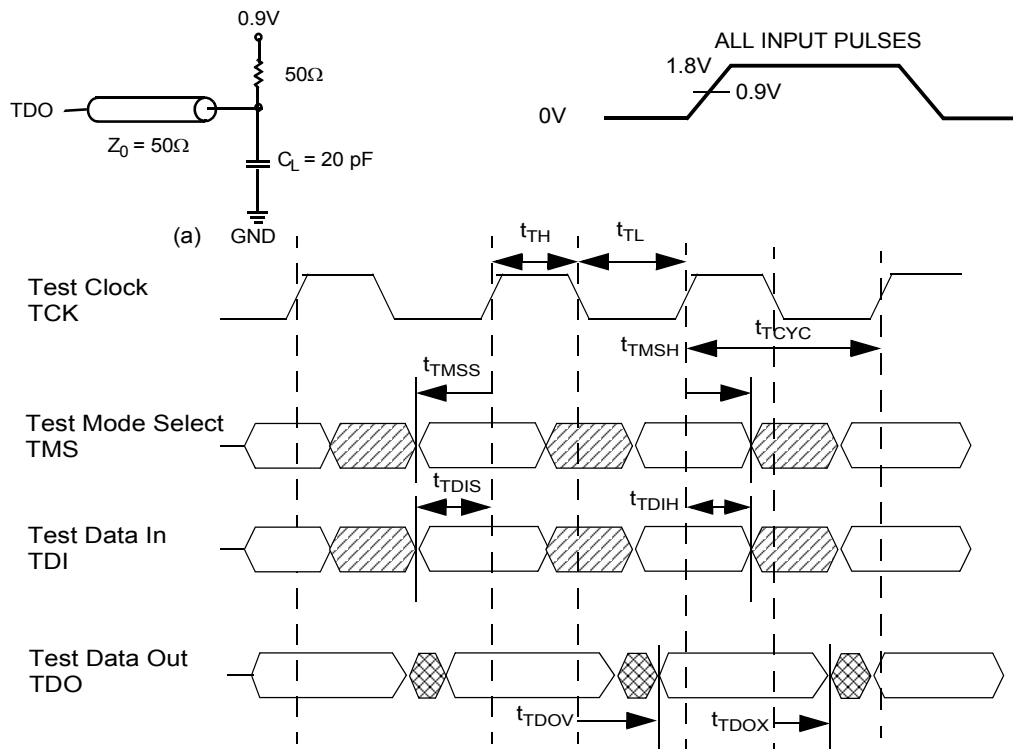 0.9V
ALL INPUT PULSES
50Ω
1.8V
0.9V
TDO
0V
Z0 = 50Ω
CL = 20 pF
(a)
GND
tTH
tTL
Test Clock
TCK
tTCYC
tTMSH
tTMSS
Test Mode Select
TMS
tTDIS
tTDIH
Test Data In
TDI
Test Data Out
TDO
tTDOV
tTDOX